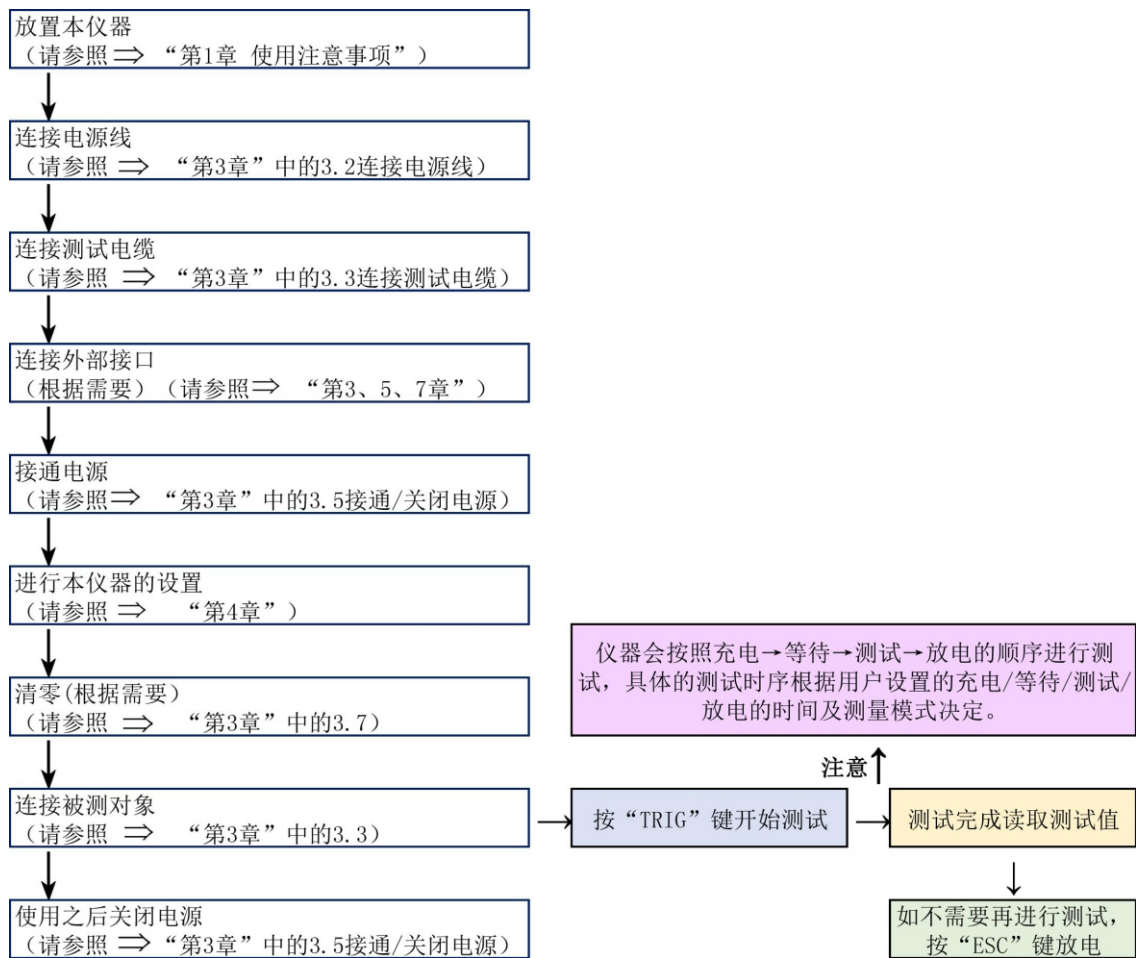 放置本仪器
（请参照⇒ “第1章 使用注意事项”）
连接电源线
（请参照 ⇒ “第3章”中的3.2连接电源线）
连接测试电缆
（请参照 ⇒ “第3章”中的3.3连接测试电缆）
连接外部接口
（根据需要）（请参照⇒ “第3、5、7章”）
接通电源
（请参照⇒ “第3章”中的3.5接通/关闭电源）
进行本仪器的设置
（请参照 ⇒ “第4章”）
清零(根据需要）
（请参照 ⇒ “第3章”中的3.7）
连接被测对象
（请参照 ⇒ “第3章”中的3.3）
使用之后关闭电源
（请参照 ⇒ “第3章”中的3.5接通/关闭电源）
仪器会按照充电→等待→测试→放电的顺序进行测
试，具体的测试时序根据用户设置的充电/等待/测试/
放电的时间及测量模式决定。
注意
按“TRIG”键开始测试
测试完成读取测试值
如不需要再进行测试，
按“ESC”键放电